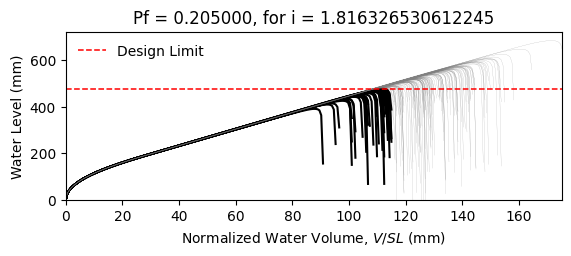 Pf = 0.205000, for i = 1.816326530612245
Water Level (mm)
600
400
200
0
Design Limit
0 20 40 60 80 100 120 140 160
Normalized Water Volume, V/SL (mm)